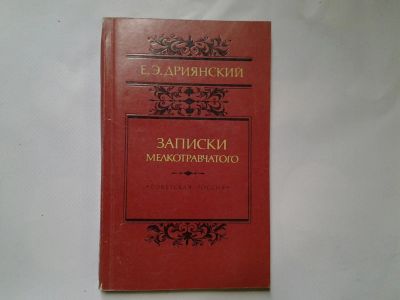 Е. Э. ДРИЯНСКИЙ
ЗАПИСКИ
МЕЛКОТРАВЧАТОГО
«СОВЕТСКАЯ РОССИЯ»